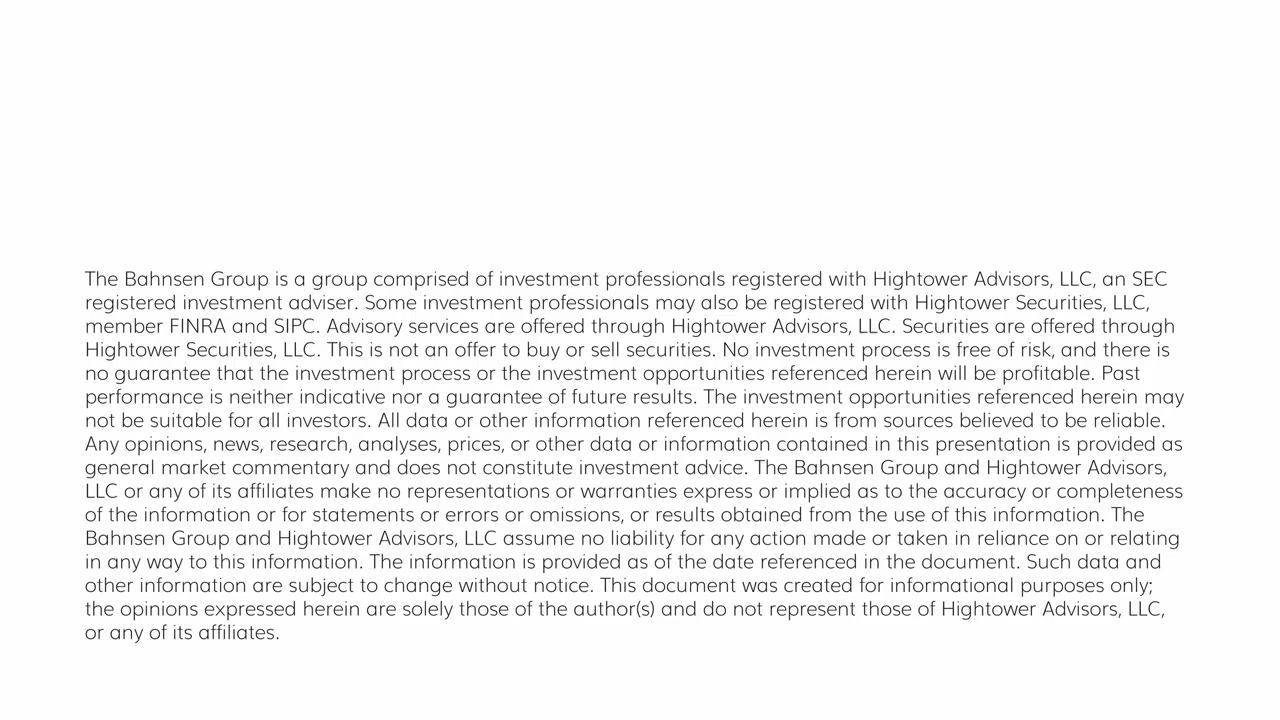 The Bahnsen Group is a group comprised of investment professionals registered with Hightower Advisors, LLC, an SEC
registered investment adviser. Some investment professionals may also be registered with Hightower Securities, LLC,
member FINRA and SIPC. Advisory services are offered through Hightower Advisors, LLC. Securities are offered through
Hightower Securities, LLC. This is not an offer to buy or sell securities. No investment process is free of risk, and there is
no guarantee that the investment process or the investment opportunities referenced herein will be profitable. Past
performance is neither indicative nor a guarantee of future results. The investment opportunities referenced herein may
not be suitable for all investors. All data or other information referenced herein is from sources believed to be reliable.
Any opinions, news, research, analyses, prices, or other data or information contained in this presentation is provided as
general market commentary and does not constitute investment advice. The Bahnsen Group and Hightower Advisors,
LLC or any of its affiliates make no representations or warranties express or implied as to the accuracy or completeness
of the information or for statements or errors or omissions, or results obtained from the use of this information. The
Bahnsen Group and Hightower Advisors, LLC assume no liability for any action made or taken in reliance on or relating
in any way to this information. The information is provided as of the date referenced in the document. Such data and
other information are subject to change without notice. This document was created for informational purposes only;
the opinions expressed herein are solely those of the author(s) and do not represent those of Hightower Advisors, LLC,
or any of its affiliates.